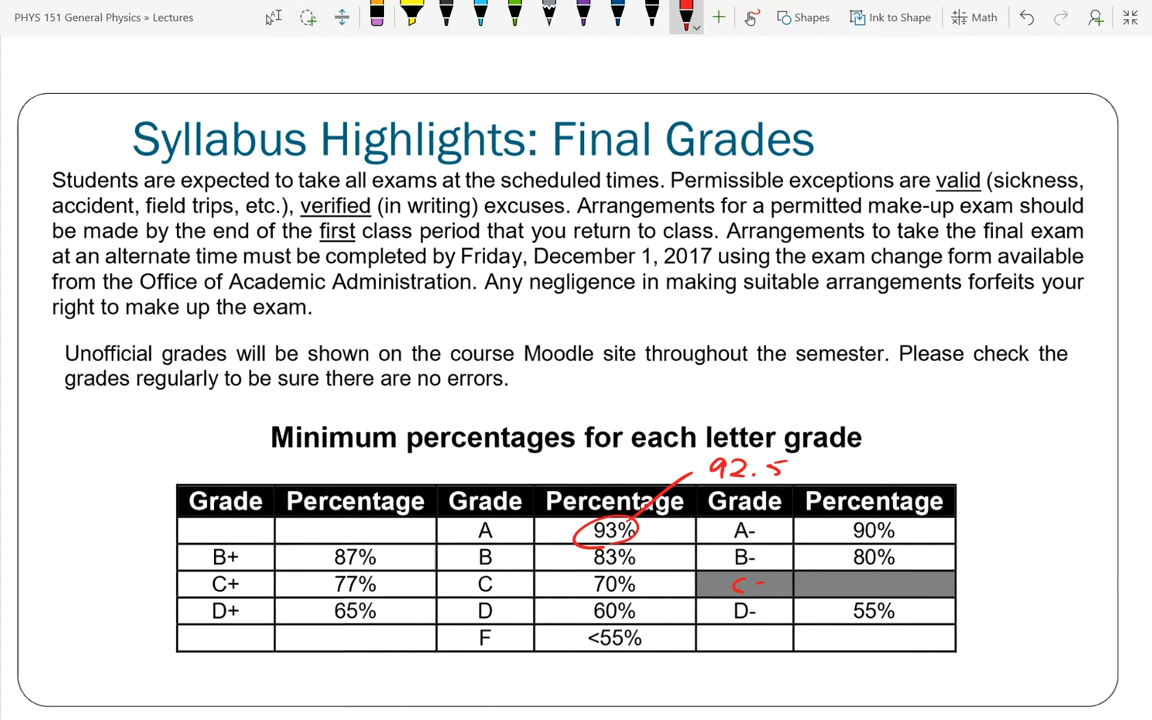 PHYS 151 General Physics » Lectures
Shapes Ink to Shape Math
Syllabus Highlights: Final Grades
Students are expected to take all exams at the scheduled times. Permissible exceptions are valid (sickness,
accident, field trips, etc.), verified (in writing) excuses. Arrangements for a permitted make-up exam should
be made by the end of the first class period that you return to class. Arrangements to take the final exam
at an alternate time must be completed by Friday, December 1, 2017 using the exam change form available
from the Office of Academic Administration. Any negligence in making suitable arrangements forfeits your
right to make up the exam.
Unofficial grades will be shown on the course Moodle site throughout the semester. Please check the
grades regularly to be sure there are no errors.
Minimum percentages for each letter grade
92.5
Grade Percentage Grade Percentage Grade Percentage
A 93% A- 90%
B+ 87% B 83% B- 80%
C+ 77% C 70% C-
D+ 65% D 60% D- 55%
F <55%